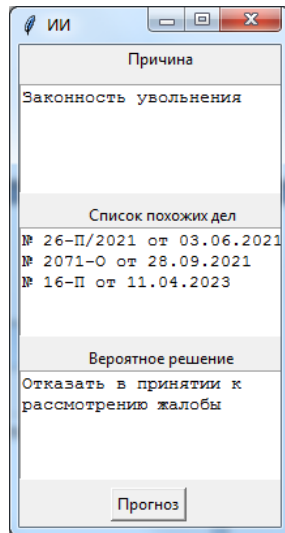 ИИ
Причина
Законность увольнения
Список похожих дел
№ 26-П/2021 от 03.06.2021
№ 2071-О от 28.09.2021
№ 16-П от 11.04.2023
Вероятное решение
Отказать в принятии к
рассмотрению жалобы
Прогноз